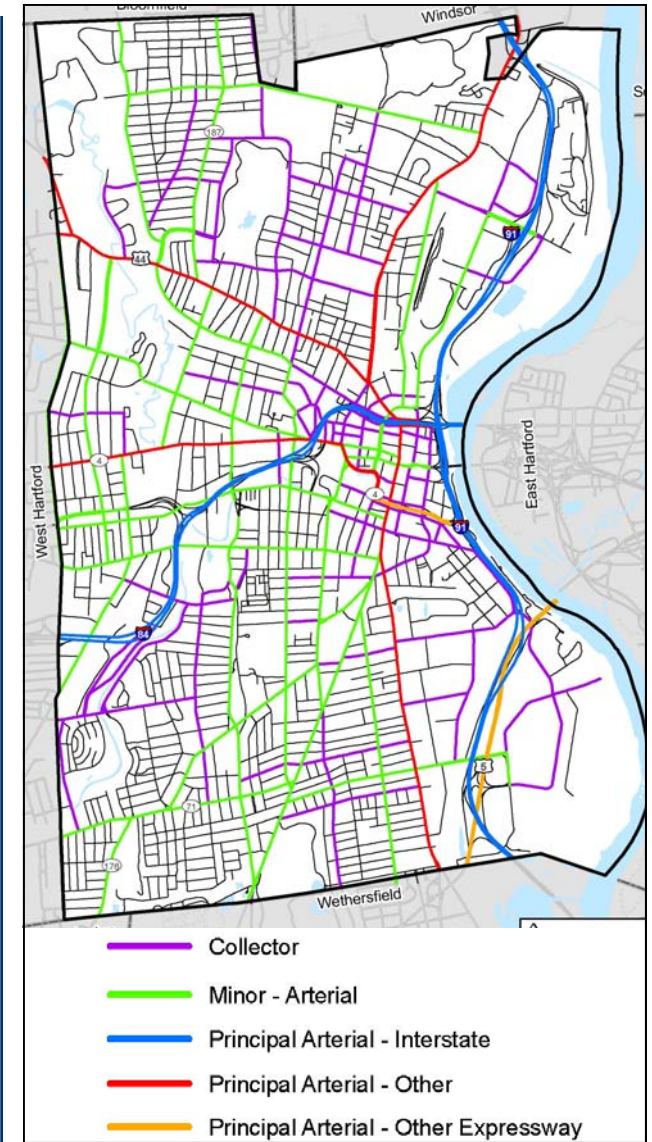 Bloomfield
Windsor
187
44
91
4
West Hartford
East Hartford
4
91
84
5
71
176
Wethersfield
Collector
Minor - Arterial
Principal Arterial - Interstate
Principal Arterial - Other
Principal Arterial - Other Expressway